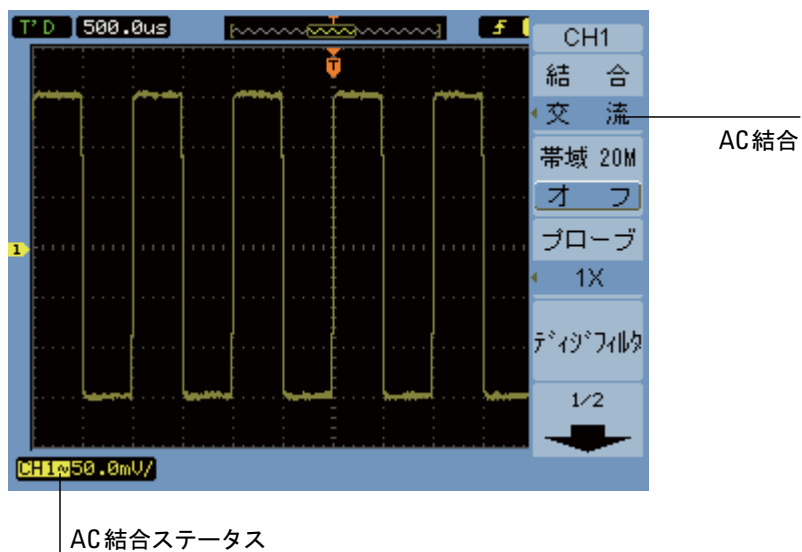 T'D 500.0us
T
CH1
結 合
交 流
AC結合
帯域 20M
オ フ
1
プローブ
1X
ディジフィルタ
1/2
CH1~50.0mV/
AC結合ステータス